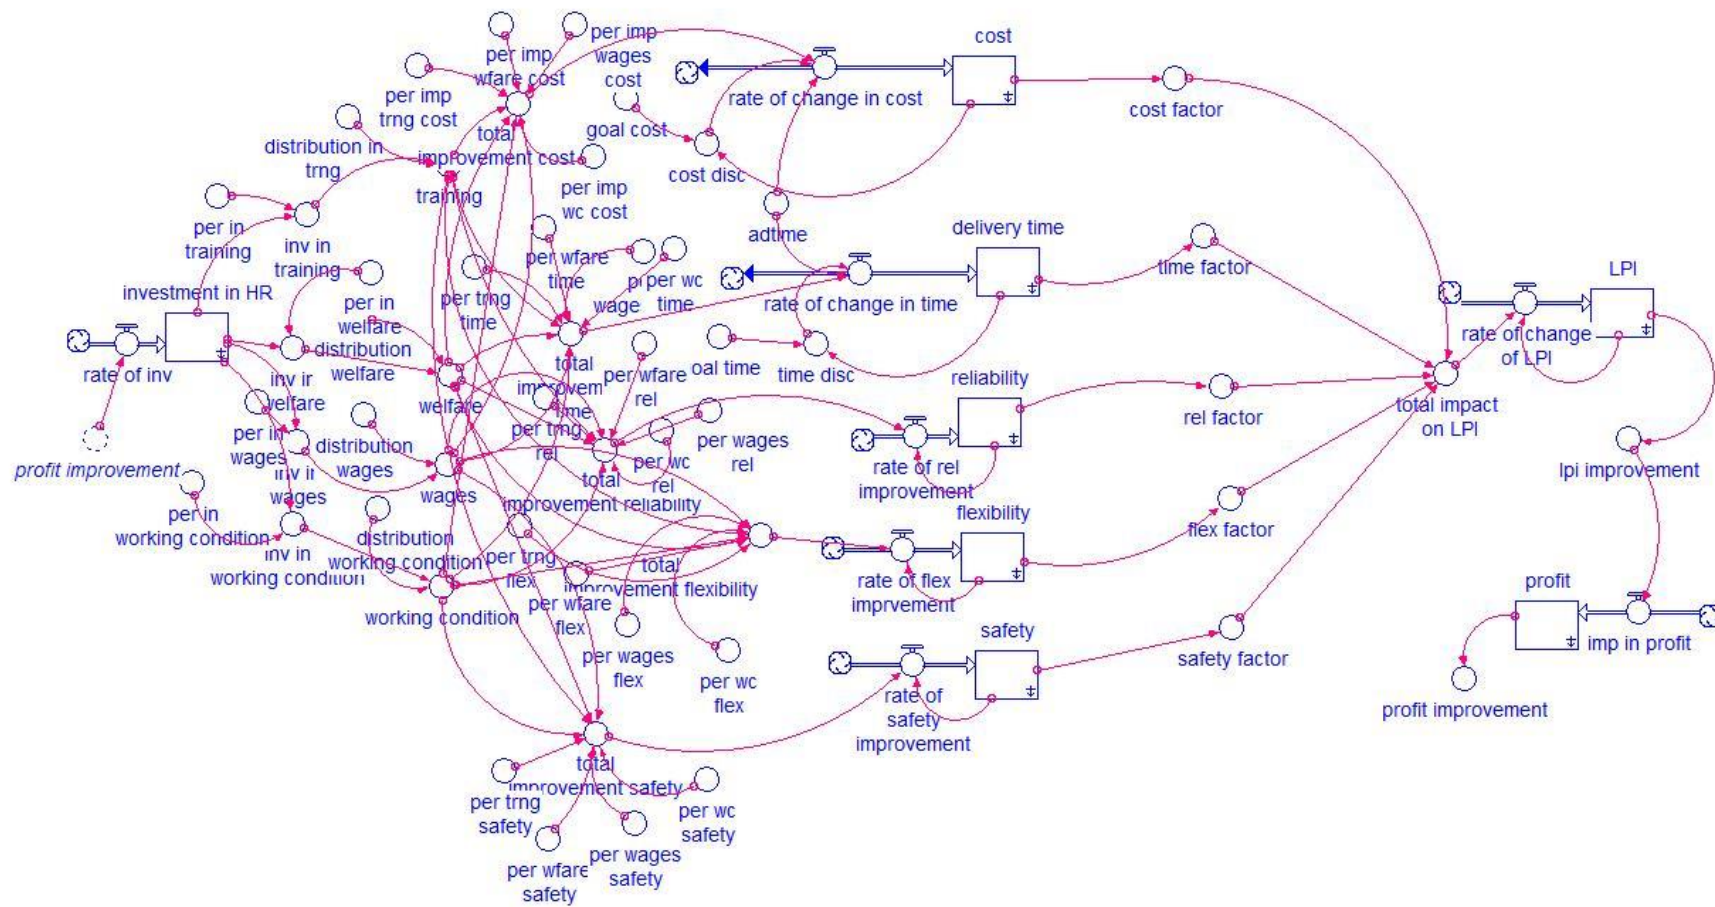 per imp
wfare cost
per imp
wages
cost
per imp
trng cost
total
improvement cost
distribution in
trng
training
per imp
wc cost
goal cost
cost disc
rate of change in cost
cost
cost factor
adtime
per in
training
inv in
training
investment in HR
rate of inv
profit improvement
per in
welfare
distribution
welfare
inv ir
welfare
welfare
per in
wages
inv ir
wages
distribution
wages
wages
per in
working condition
inv in
working condition
distribution
working condition
working condition
per wfare
time
per trng
time
wage
per wc
time
total
improvem
time
rate of change in time
delivery time
time factor
oal time
time disc
per wfare
rel
per trng
rel
per wc
rel
per wages
rel
total
improvement reliability
rate of rel
improvement
reliability
rel factor
per trng
flex
per wfare
flex
per wages
flex
per wc
flex
total
improvement flexibility
rate of flex
imprvement
flexibility
flex factor
total
improvement safety
per trng
safety
per wfare
safety
per wages
safety
per wc
safety
rate of
safety
improvement
safety
safety factor
total impact
on LPI
rate of change
of LPI
LPI
lpi improvement
profit
imp in profit
profit improvement